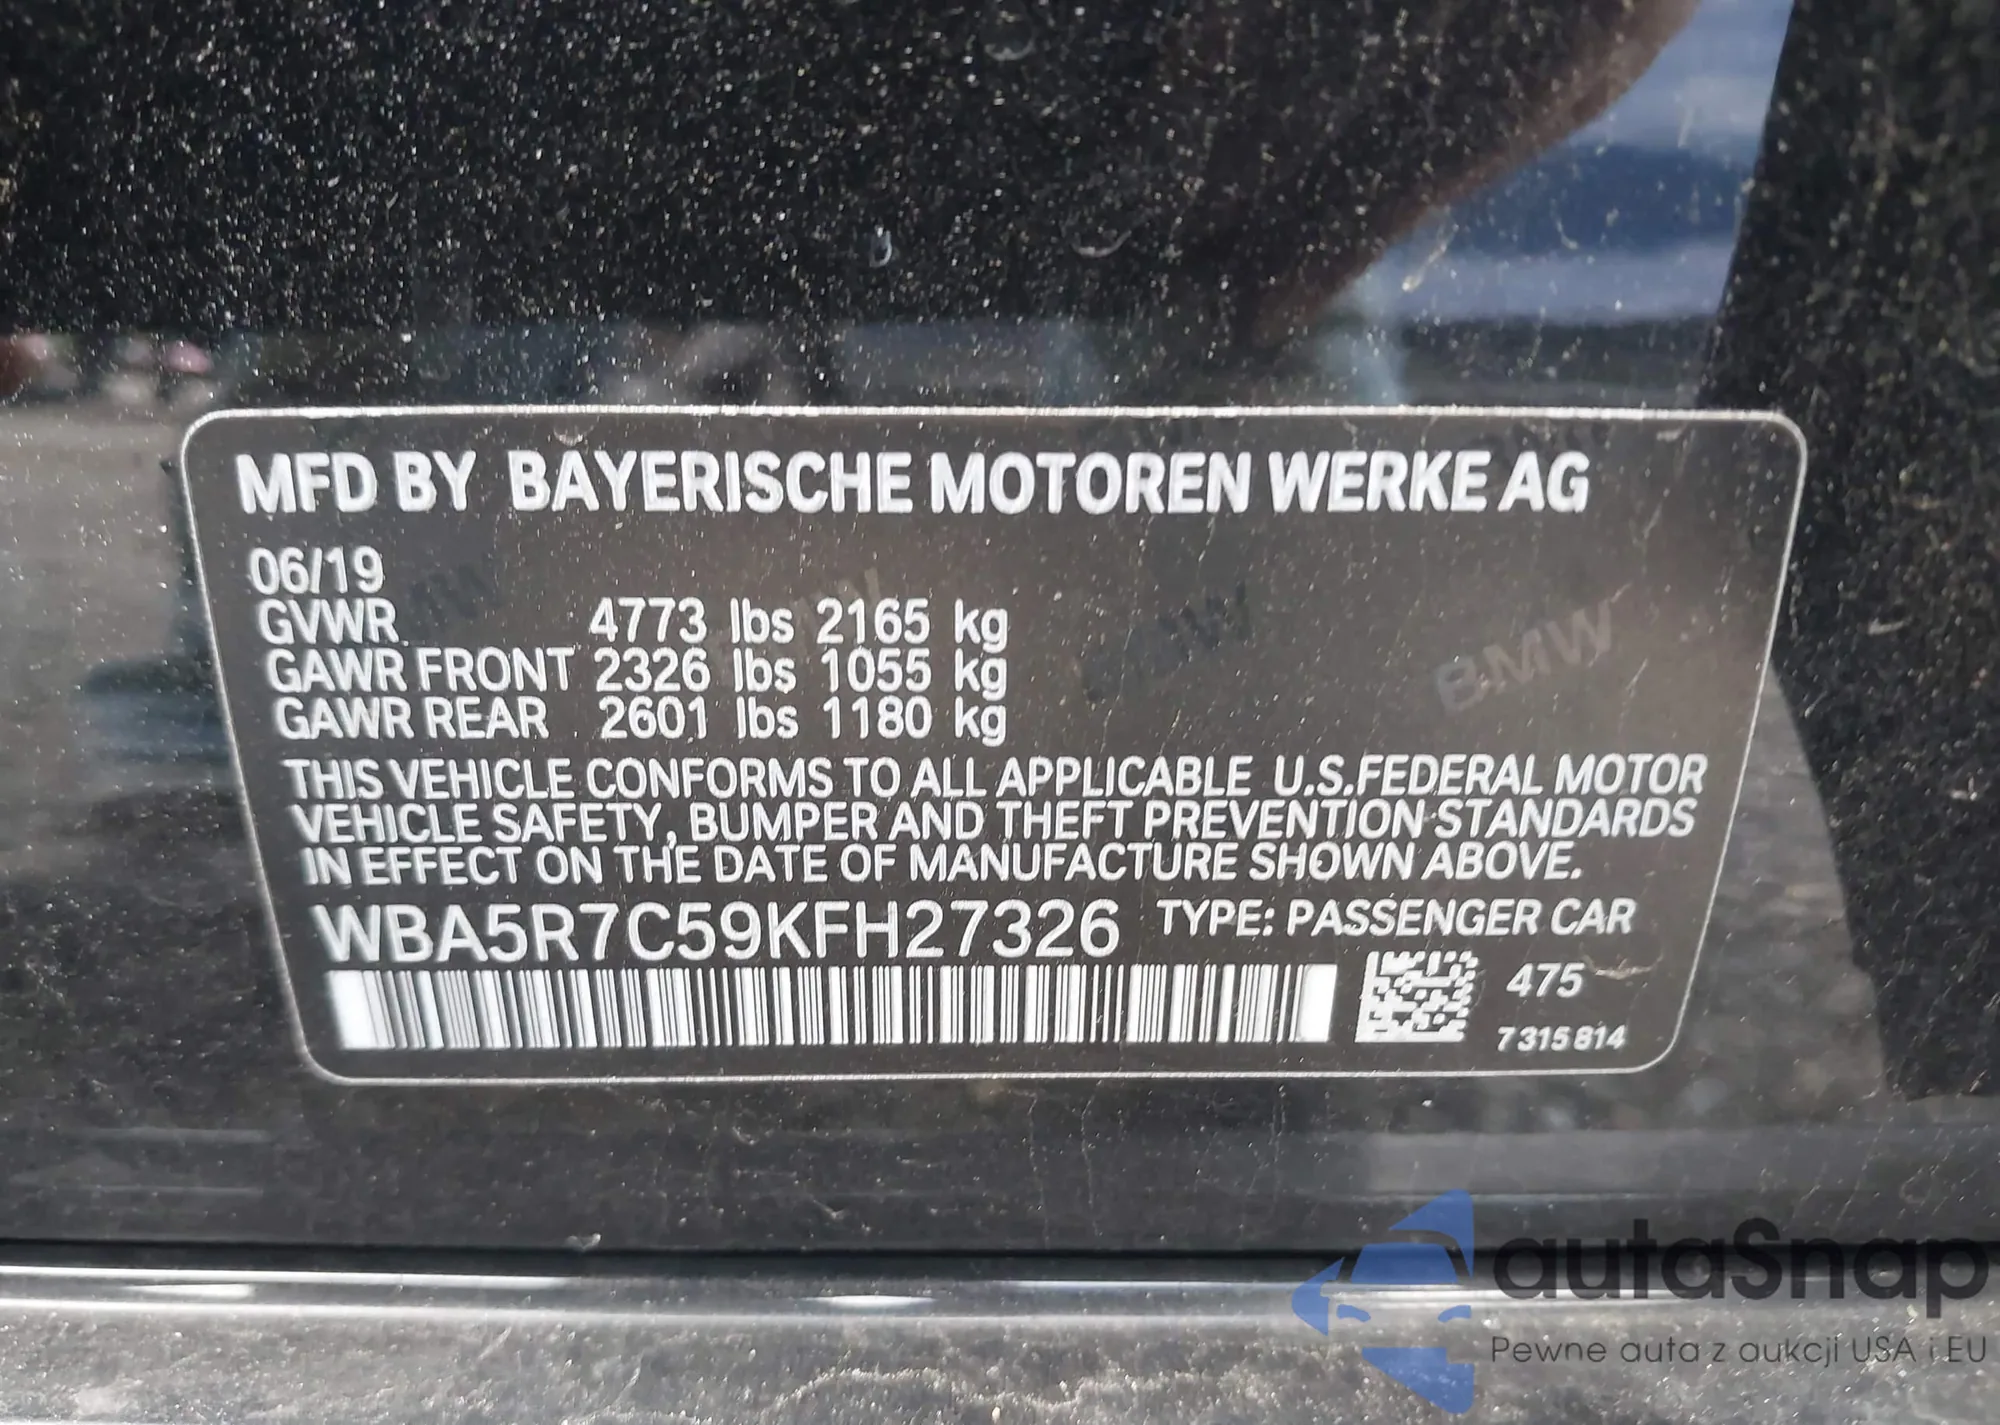 MFD BY BAYERISCHE MOTOREN WERKE AG
06/19
GVWR 4773 lbs 2165 kg
GAWR FRONT 2326 lbs 1055 kg
GAWR REAR 2601 lbs 1180 kg
THIS VEHICLE CONFORMS TO ALL APPLICABLE U.S.FEDERAL MOTOR
VEHICLE SAFETY, BUMPER AND THEFT PREVENTION STANDARDS
IN EFFECT ON THE DATE OF MANUFACTURE SHOWN ABOVE.
WBA5R7C59KFH27326 TYPE: PASSENGER CAR
475
7315814
BMW
autaSnap
Pewne auta z aukcji USA i EU